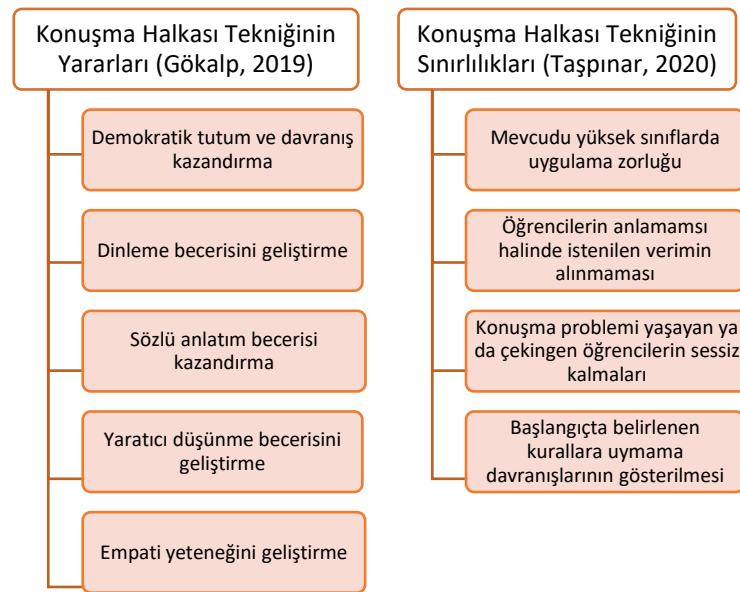 Konuşma Halkası Tekniğinin
Yararları (Gökalp, 2019)
Demokratik tutum ve davranış
kazandırma
Dinleme becerisini geliştirme
Sözlü anlatım becerisi
kazandırma
Yaratıcı düşünme becerisini
geliştirme
Empati yeteneğini geliştirme
Konuşma Halkası Tekniğinin
Sınırlılıkları (Taşpınar, 2020)
Mevcudu yüksek sınıflarda
uygulama zorluğu
Öğrencilerin anlamamsı
halinde istenilen verimin
alınmaması
Konuşma problemi yaşayan ya
da çekingen öğrencilerin sessiz
kalmaları
Başlangıçta belirlenen
kurallara uymama
davranışlarının gösterilmesi